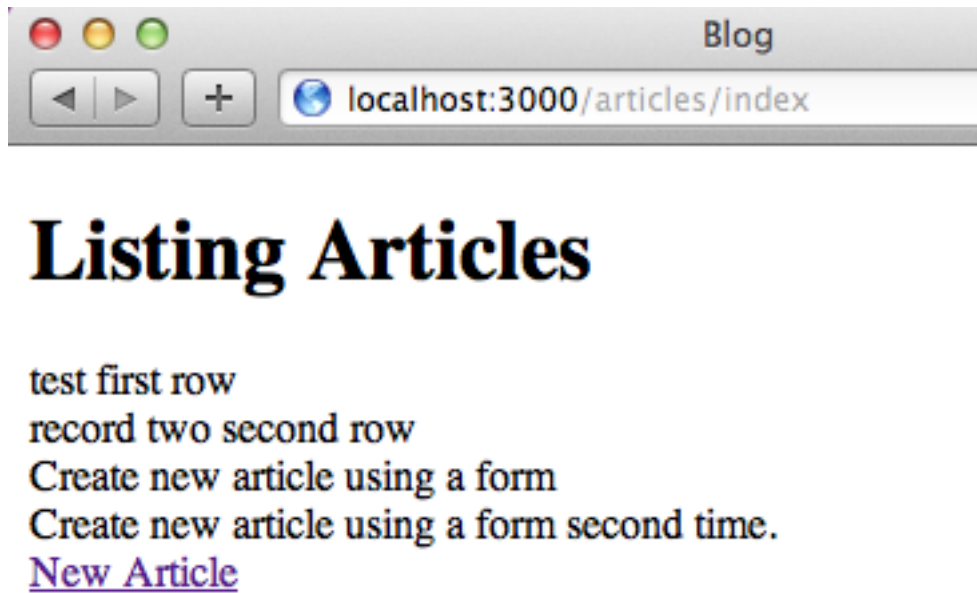 Blog
localhost:3000/articles/index
Listing Articles
test first row
record two second row
Create new article using a form
Create new article using a form second time.
New Article